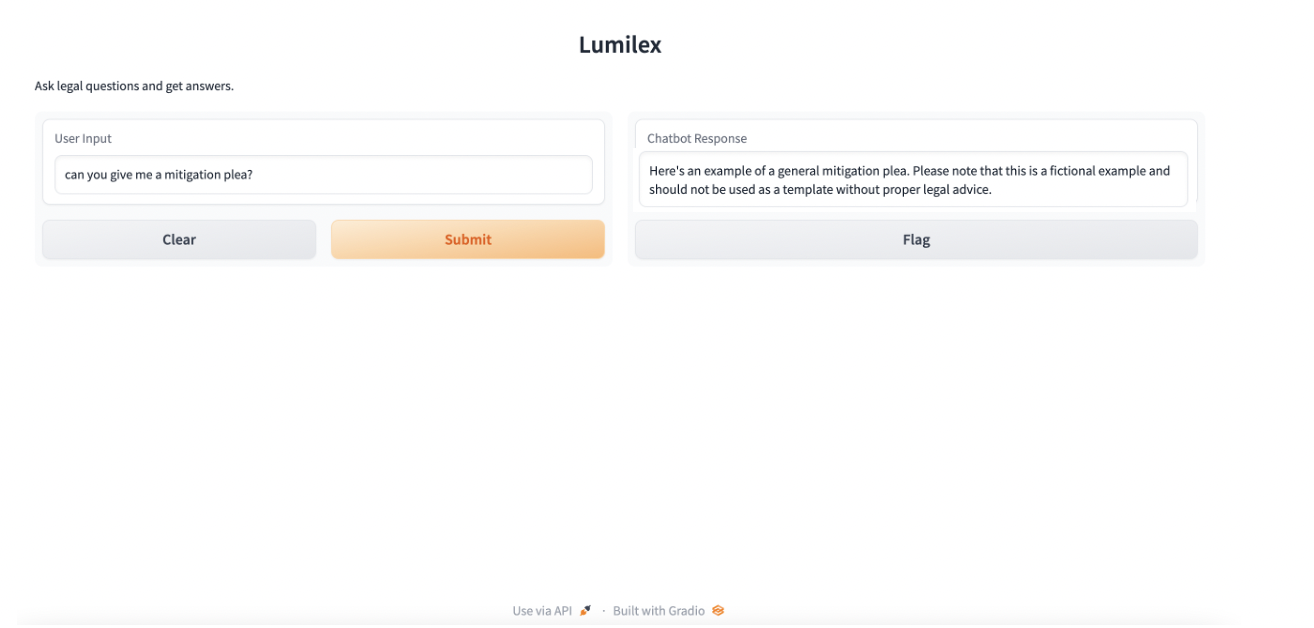 Lumilex
Ask legal questions and get answers.
User Input
can you give me a mitigation plea?
Clear
Submit
Chatbot Response
Here's an example of a general mitigation plea. Please note that this is a fictional example and
should not be used as a template without proper legal advice.
Flag
Use via API · Built with Gradio